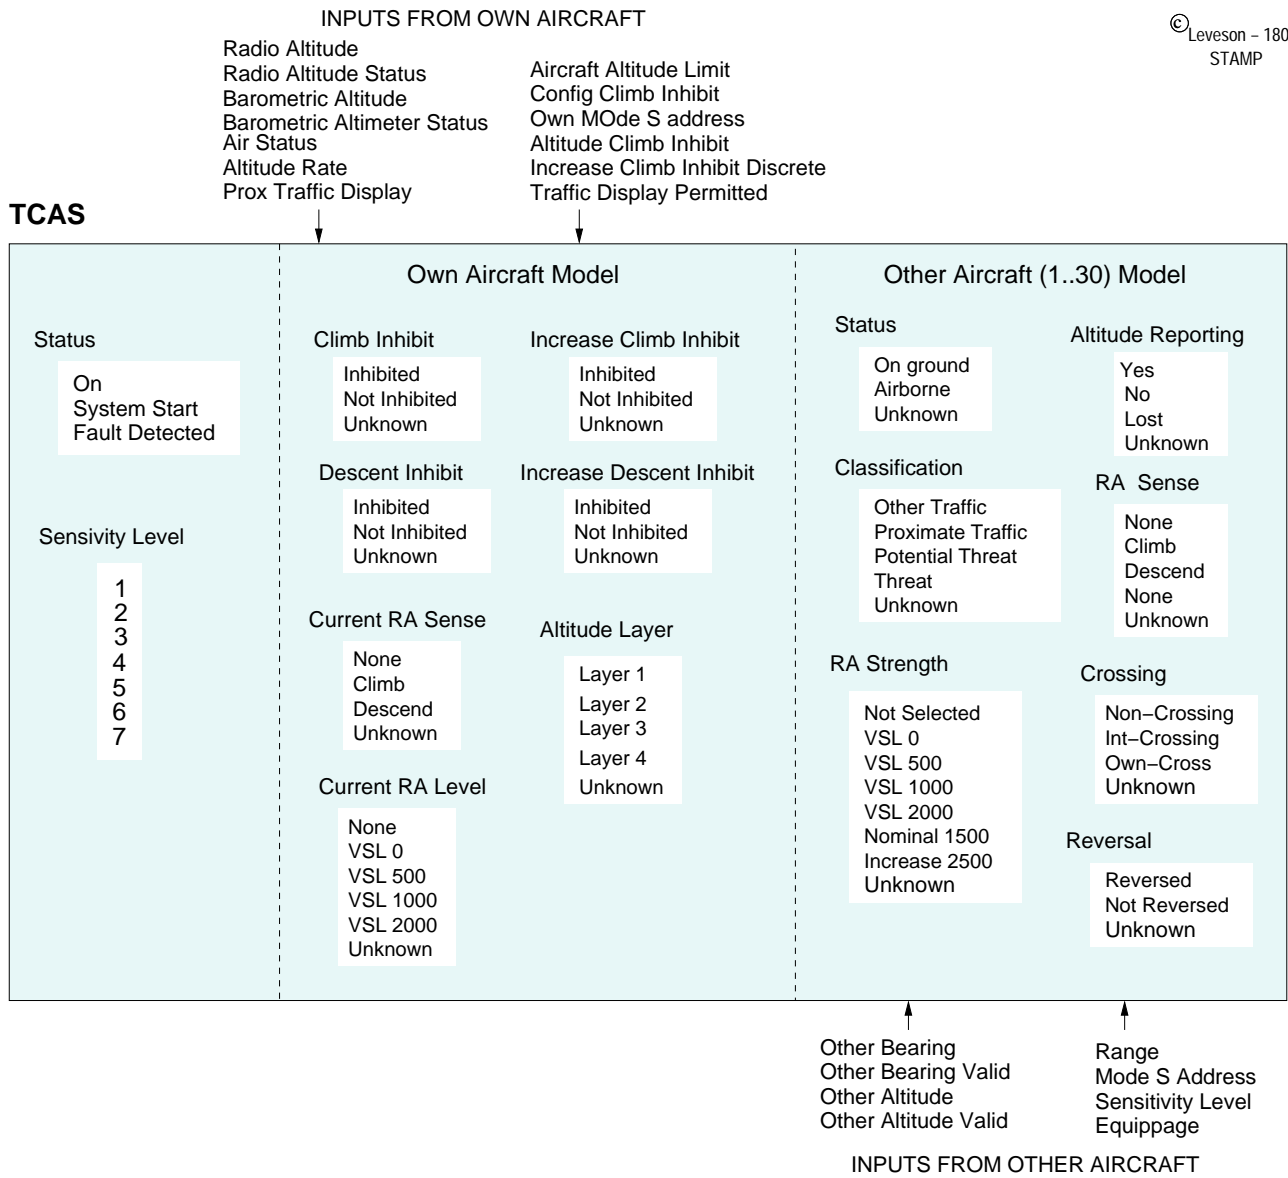 INPUTS FROM OWN AIRCRAFT
© Leveson – 180
STAMP
Radio Altitude
Radio Altitude Status
Barometric Altitude
Barometric Altimeter Status
Air Status
Altitude Rate
Prox Traffic Display
Aircraft Altitude Limit
Config Climb Inhibit
Own MOde S address
Altitude Climb Inhibit
Increase Climb Inhibit Discrete
Traffic Display Permitted
TCAS
Status
On
System Start
Fault Detected
Sensivity Level
1
2
3
4
5
6
7
Own Aircraft Model
Climb Inhibit
Inhibited
Not Inhibited
Unknown
Increase Climb Inhibit
Inhibited
Not Inhibited
Unknown
Descent Inhibit
Inhibited
Not Inhibited
Unknown
Increase Descent Inhibit
Inhibited
Not Inhibited
Unknown
Current RA Sense
None
Climb
Descend
Unknown
Altitude Layer
Layer 1
Layer 2
Layer 3
Layer 4
Unknown
Current RA Level
None
VSL 0
VSL 500
VSL 1000
VSL 2000
Unknown
Other Aircraft (1..30) Model
Status
On ground
Airborne
Unknown
Altitude Reporting
Yes
No
Lost
Unknown
Classification
Other Traffic
Proximate Traffic
Potential Threat
Threat
Unknown
RA Sense
None
Climb
Descend
None
Unknown
RA Strength
Not Selected
VSL 0
VSL 500
VSL 1000
VSL 2000
Nominal 1500
Increase 2500
Unknown
Crossing
Non−Crossing
Int−Crossing
Own−Cross
Unknown
Reversal
Reversed
Not Reversed
Unknown
Other Bearing
Other Bearing Valid
Other Altitude
Other Altitude Valid
Range
Mode S Address
Sensitivity Level
Equippage
INPUTS FROM OTHER AIRCRAFT